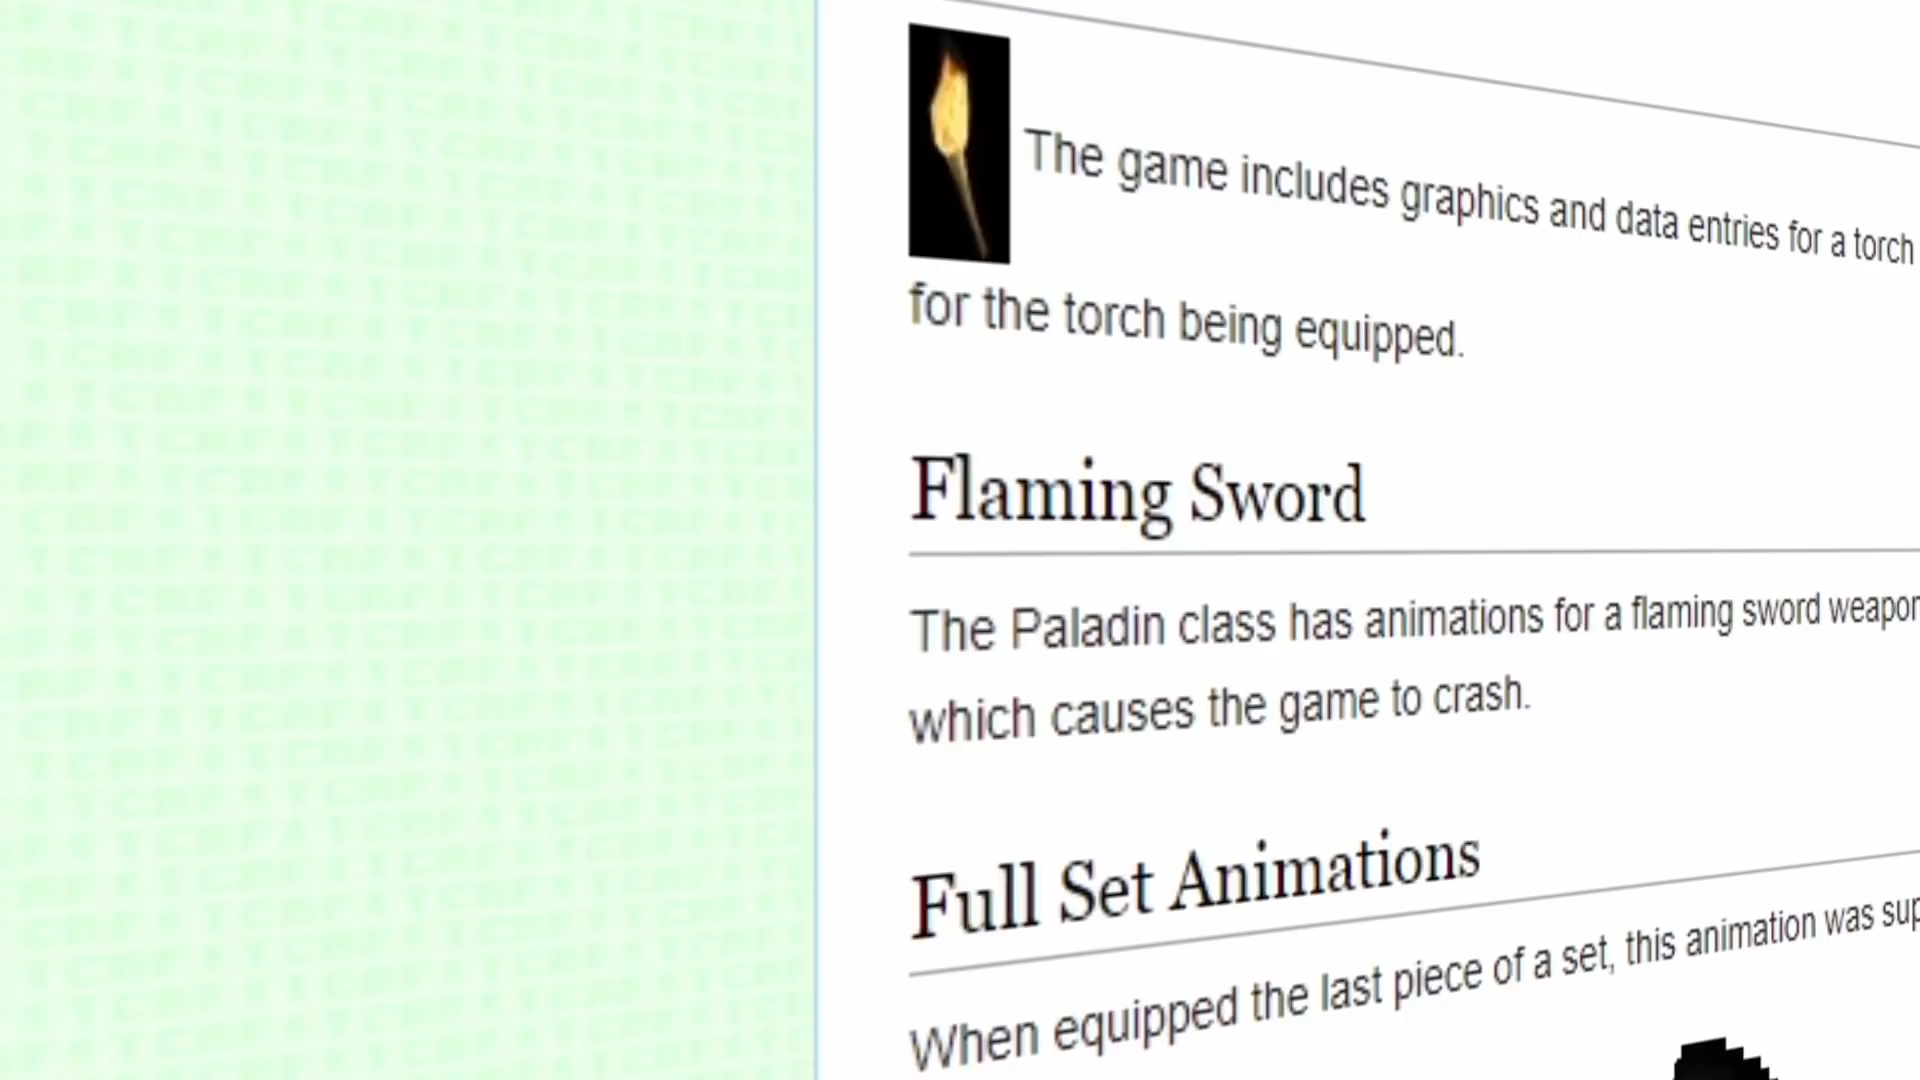 The game includes graphics and data entries for a torch
for the torch being equipped.
Flaming Sword
The Paladin class has animations for a flaming sword
which causes the game to crash.
Full Set Animations
When equipped the last piece of a set, this animation was